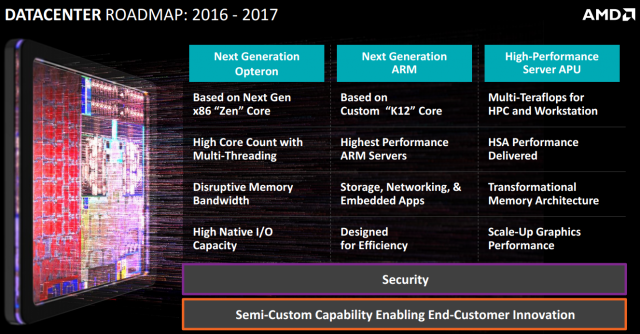 DATACENTER ROADMAP: 2016 - 2017
AMD
Next Generation
Opteron
Based on Next Gen
x86 “Zen” Core
High Core Count with
Multi-Threading
Disruptive Memory
Bandwidth
High Native I/O
Capacity
Next Generation
ARM
Based on
Custom “K12” Core
Highest Performance
ARM Servers
Storage, Networking, &
Embedded Apps
Designed
for Efficiency
High-Performance
Server APU
Multi-Teraflops for
HPC and Workstation
HSA Performance
Delivered
Transformational
Memory Architecture
Scale-Up Graphics
Performance
Security
Semi-Custom Capability Enabling End-Customer Innovation